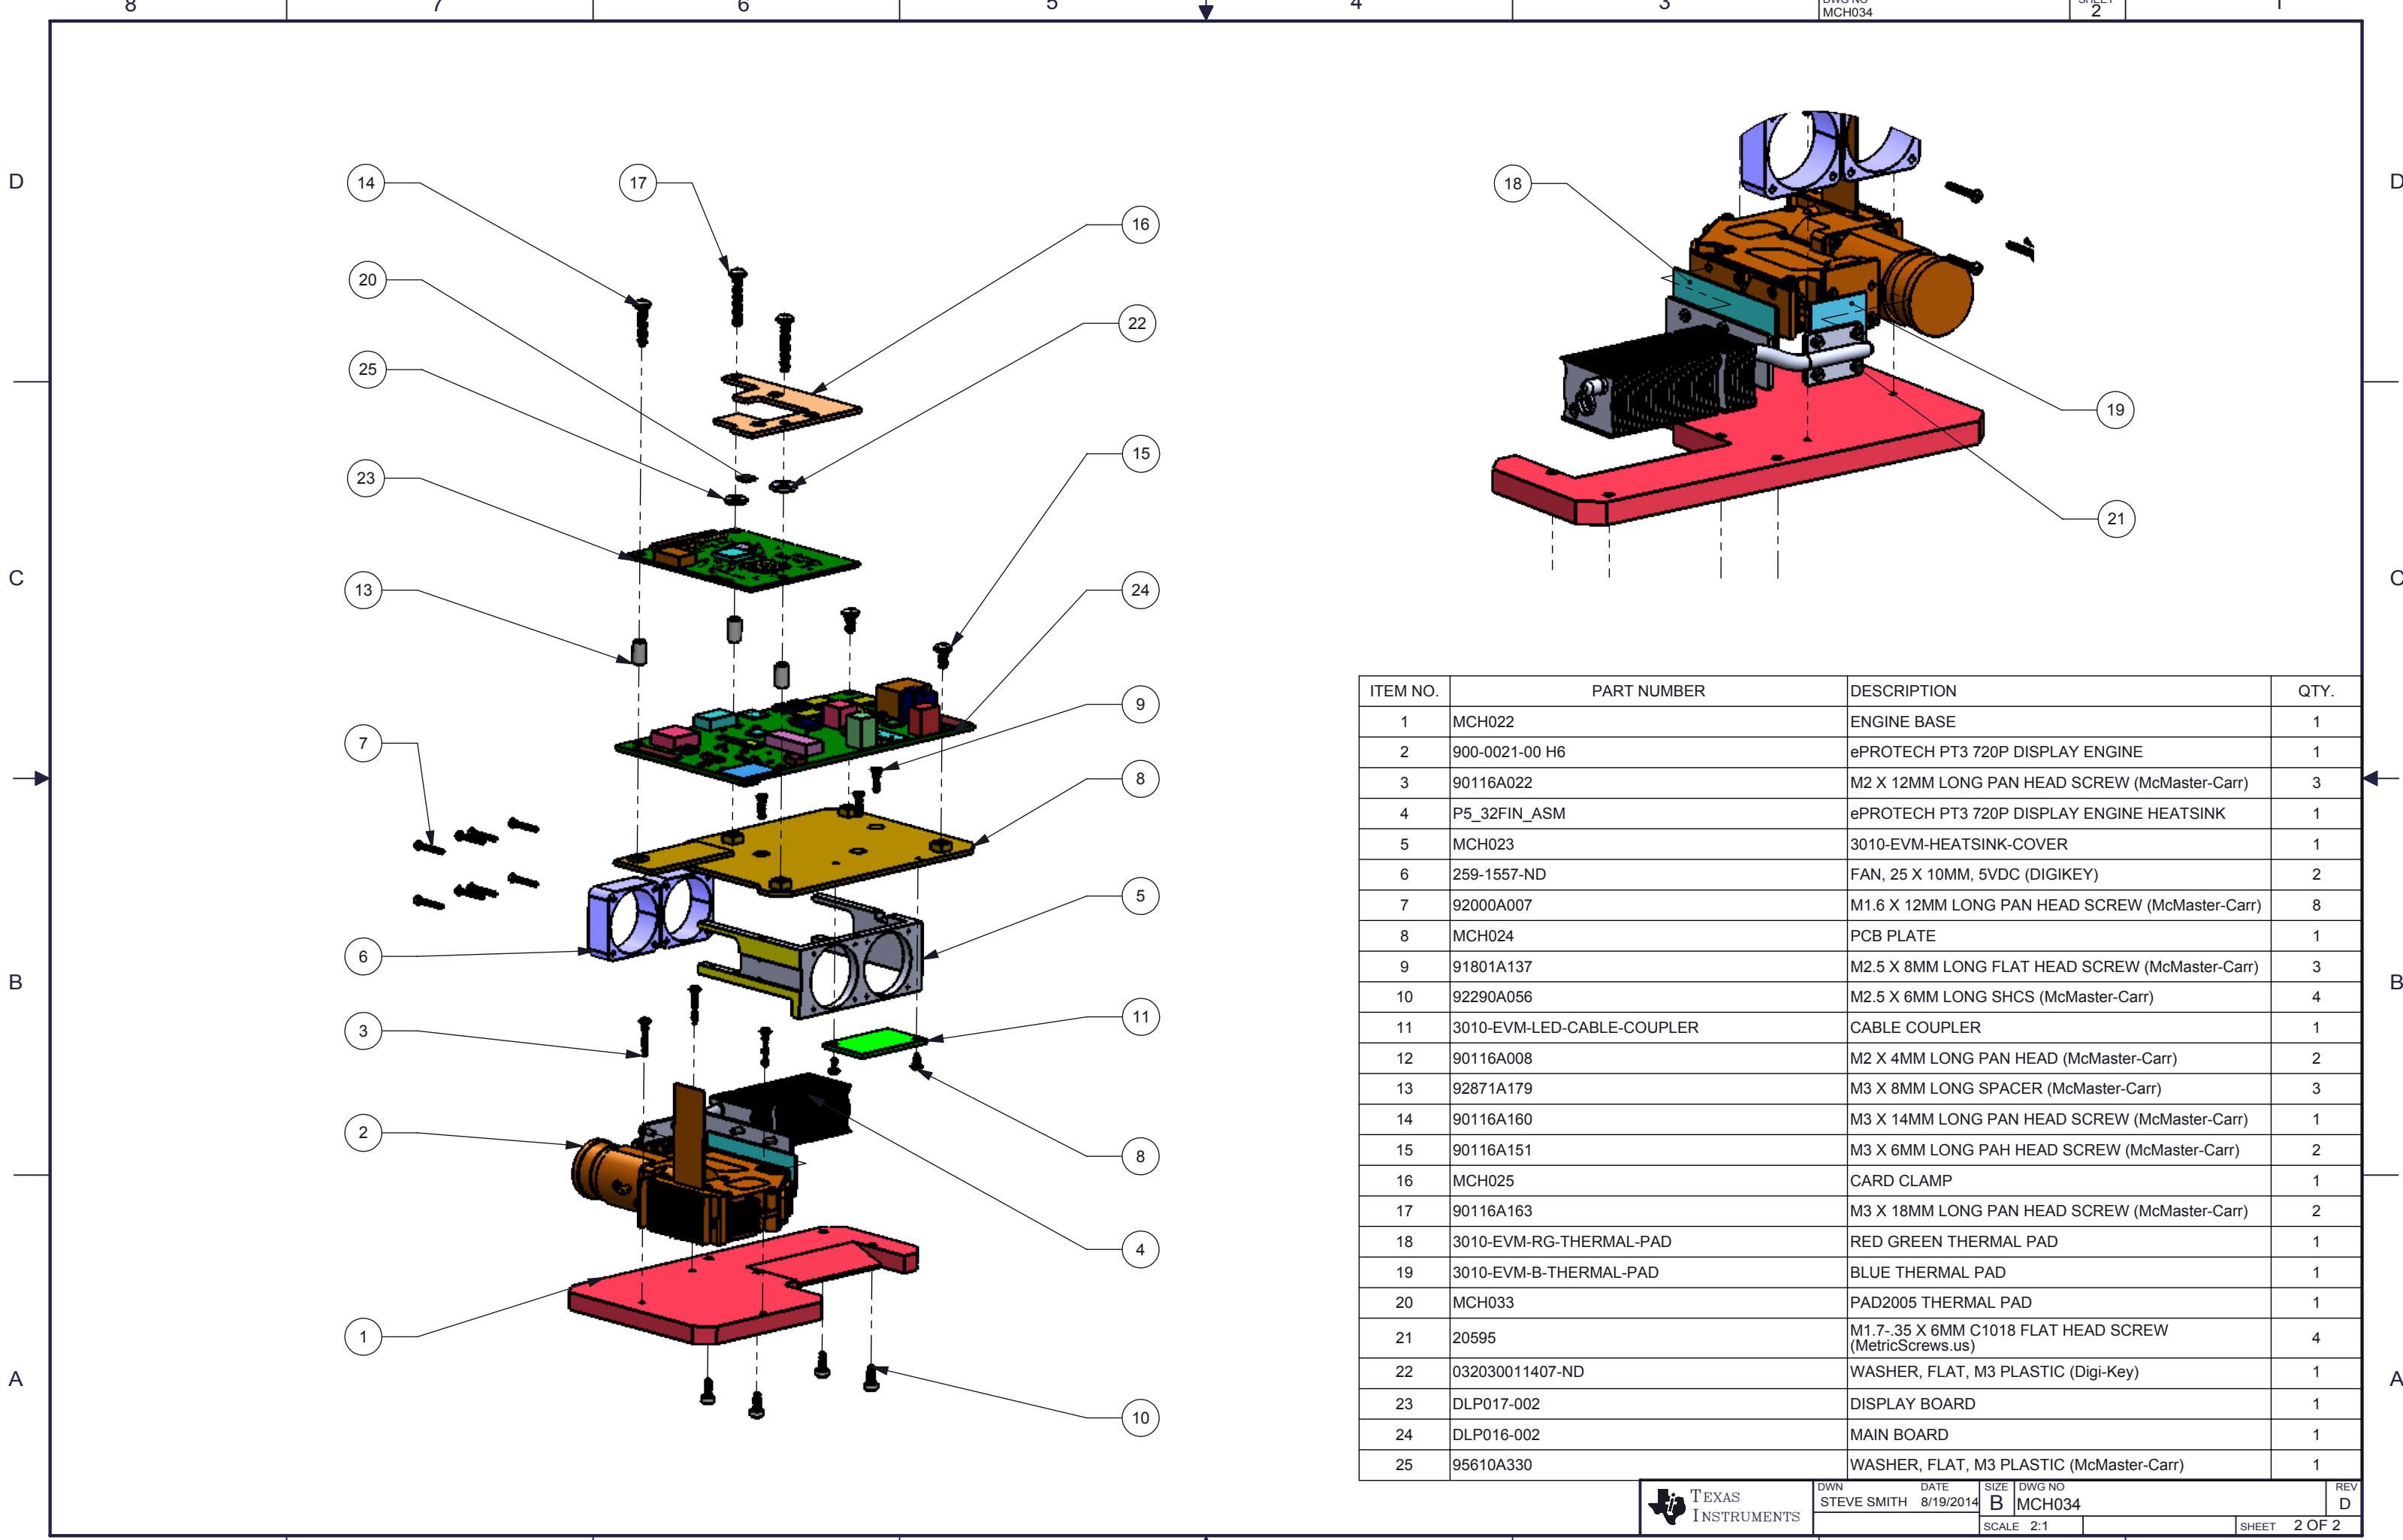 8 7 6 5 4 3 DWG NO SHEET 1
MCH034 2
D D
14 17 18
16
20
22
25
19
15
23
21
C C
13 24
ITEM NO. PART NUMBER DESCRIPTION QTY.
1 MCH022 ENGINE BASE 1
2 900-0021-00 H6 ePROTECH PT3 720P DISPLAY ENGINE 1
3 90116A022 M2 X 12MM LONG PAN HEAD SCREW (McMaster-Carr) 3
4 P5_32FIN_ASM ePROTECH PT3 720P DISPLAY ENGINE HEATSINK 1
5 MCH023 3010-EVM-HEATSINK-COVER 1
6 259-1557-ND FAN, 25 X 10MM, 5VDC (DIGIKEY) 2
7 92000A007 M1.6 X 12MM LONG PAN HEAD SCREW (McMaster-Carr) 8
8 MCH024 PCB PLATE 1
9 91801A137 M2.5 X 8MM LONG FLAT HEAD SCREW (McMaster-Carr) 3
10 92290A056 M2.5 X 6MM LONG SHCS (McMaster-Carr) 4
11 3010-EVM-LED-CABLE-COUPLER CABLE COUPLER 1
12 90116A008 M2 X 4MM LONG PAN HEAD (McMaster-Carr) 2
13 92871A179 M3 X 8MM LONG SPACER (McMaster-Carr) 3
14 90116A160 M3 X 14MM LONG PAN HEAD SCREW (McMaster-Carr) 1
15 90116A151 M3 X 6MM LONG PAH HEAD SCREW (McMaster-Carr) 2
16 MCH025 CARD CLAMP 1
17 90116A163 M3 X 18MM LONG PAN HEAD SCREW (McMaster-Carr) 2
18 3010-EVM-RG-THERMAL-PAD RED GREEN THERMAL PAD 1
19 3010-EVM-B-THERMAL-PAD BLUE THERMAL PAD 1
20 MCH033 PAD2005 THERMAL PAD 1
21 20595 M1.7-.35 X 6MM C1018 FLAT HEAD SCREW
(MetricScrews.us) 4
22 032030011407-ND WASHER, FLAT, M3 PLASTIC (Digi-Key) 1
23 DLP017-002 DISPLAY BOARD 1
24 DLP016-002 MAIN BOARD 1
25 95610A330 WASHER, FLAT, M3 PLASTIC (McMaster-Carr) 1
9
7
8
5
6
B B
11
3
2
8
4
1
A A
10
TEXAS
INSTRUMENTS
DWN DATE SIZE DWG NO REV
STEVE SMITH 8/19/2014 B MCH034 D
SCALE 2:1 SHEET 2 OF 2